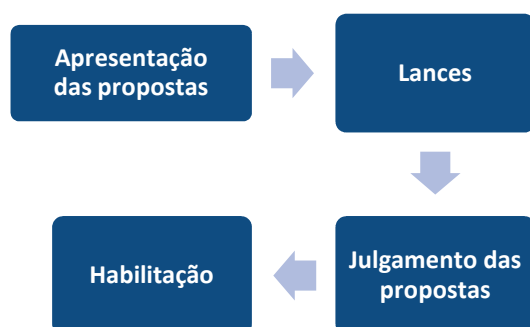 Apresentação
das propostas
Lances
Julgamento das
propostas
Habilitação